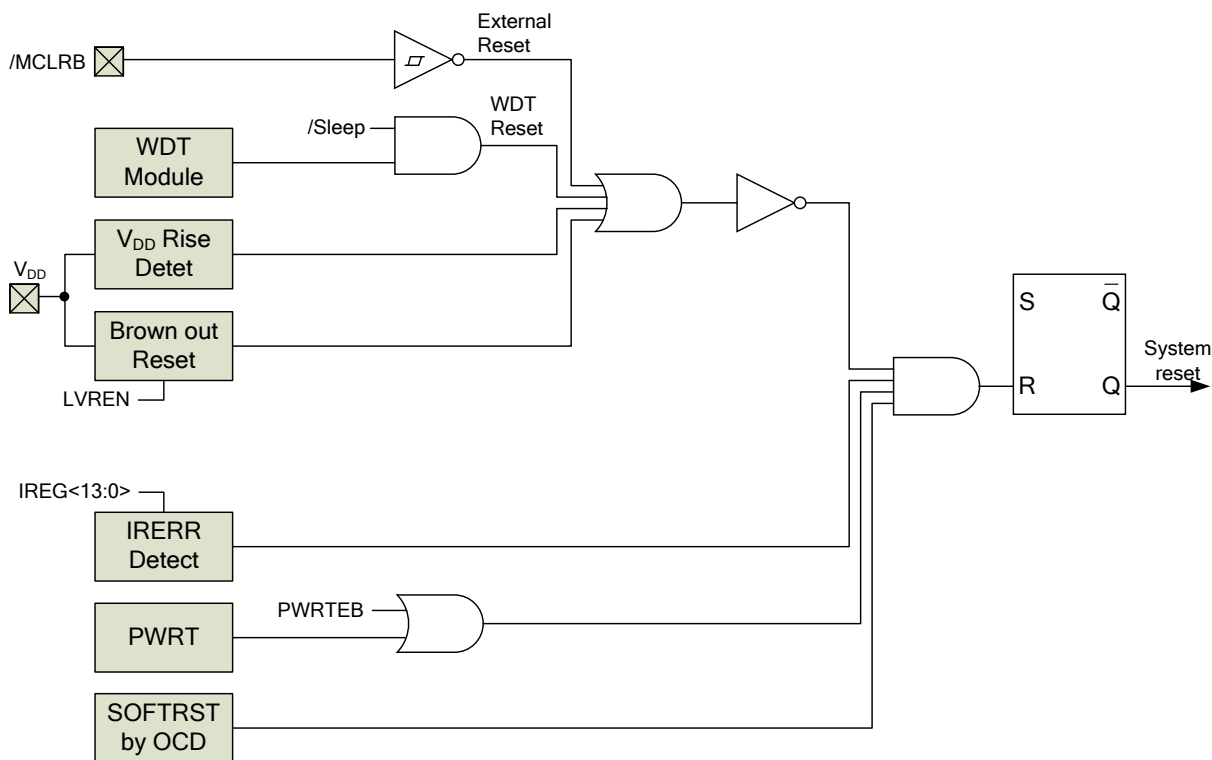 External
Reset
/MCLRB
WDT
Reset
/Sleep
WDT
Module
VDD Rise
Detet
VDD
Brown out
Reset
LVREN
S
Q̅
System
reset
R
Q
IREG<13:0>
IRERR
Detect
PWRTEB
PWRT
SOFTRST
by OCD